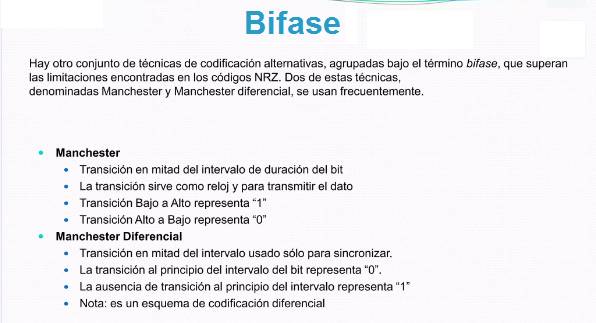 Bifase
Hay otro conjunto de técnicas de codificación alternativas, agrupadas bajo el término bifase, que superan
las limitaciones encontradas en los códigos NRZ. Dos de estas técnicas,
denominadas Manchester y Manchester diferencial, se usan frecuentemente.
• Manchester
• Transición en mitad del intervalo de duración del bit
• La transición sirve como reloj y para transmitir el dato
• Transición Bajo a Alto representa “1”
• Transición Alto a Bajo representa “0”
• Manchester Diferencial
• Transición en mitad del intervalo usado sólo para sincronizar.
• La transición al principio del intervalo del bit representa “0”.
• La ausencia de transición al principio del intervalo representa “1”
• Nota: es un esquema de codificación diferencial